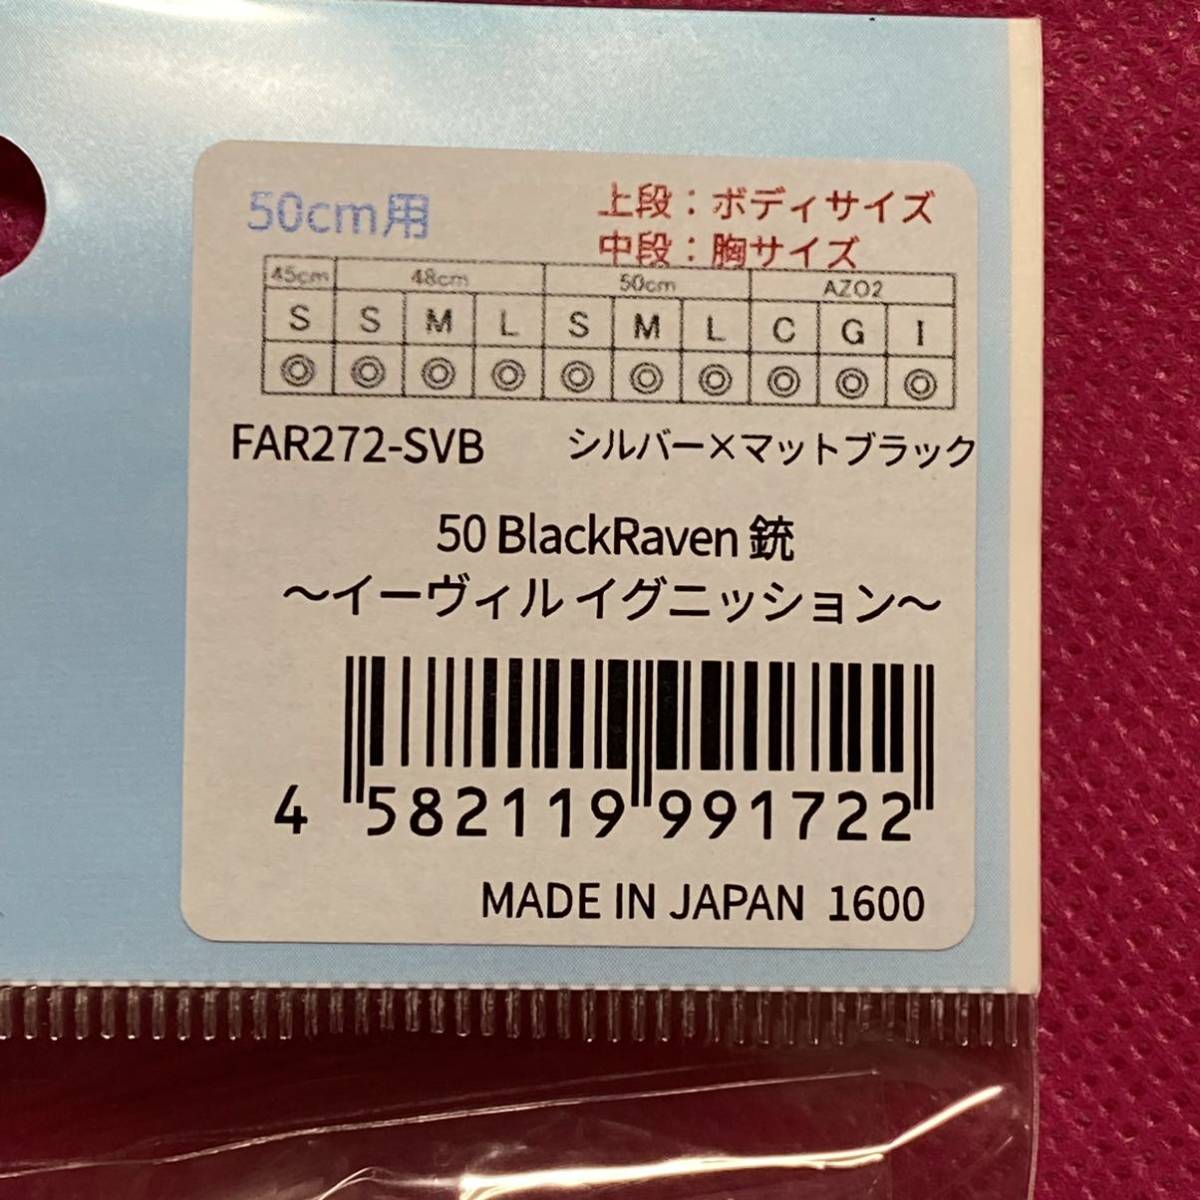 50cm用
上段：ボディサイズ
中段：胸サイズ
45cm 48cm 50cm AZO2
S S M L S M L C G I
◎ ◎ ◎ ◎ ◎ ◎ ◎ ◎ ◎ ◎
FAR272-SVB シルバー×マットブラック
50 BlackRaven 銃
～イーヴィル イグニッション～
4 582119 991722
MADE IN JAPAN 1600